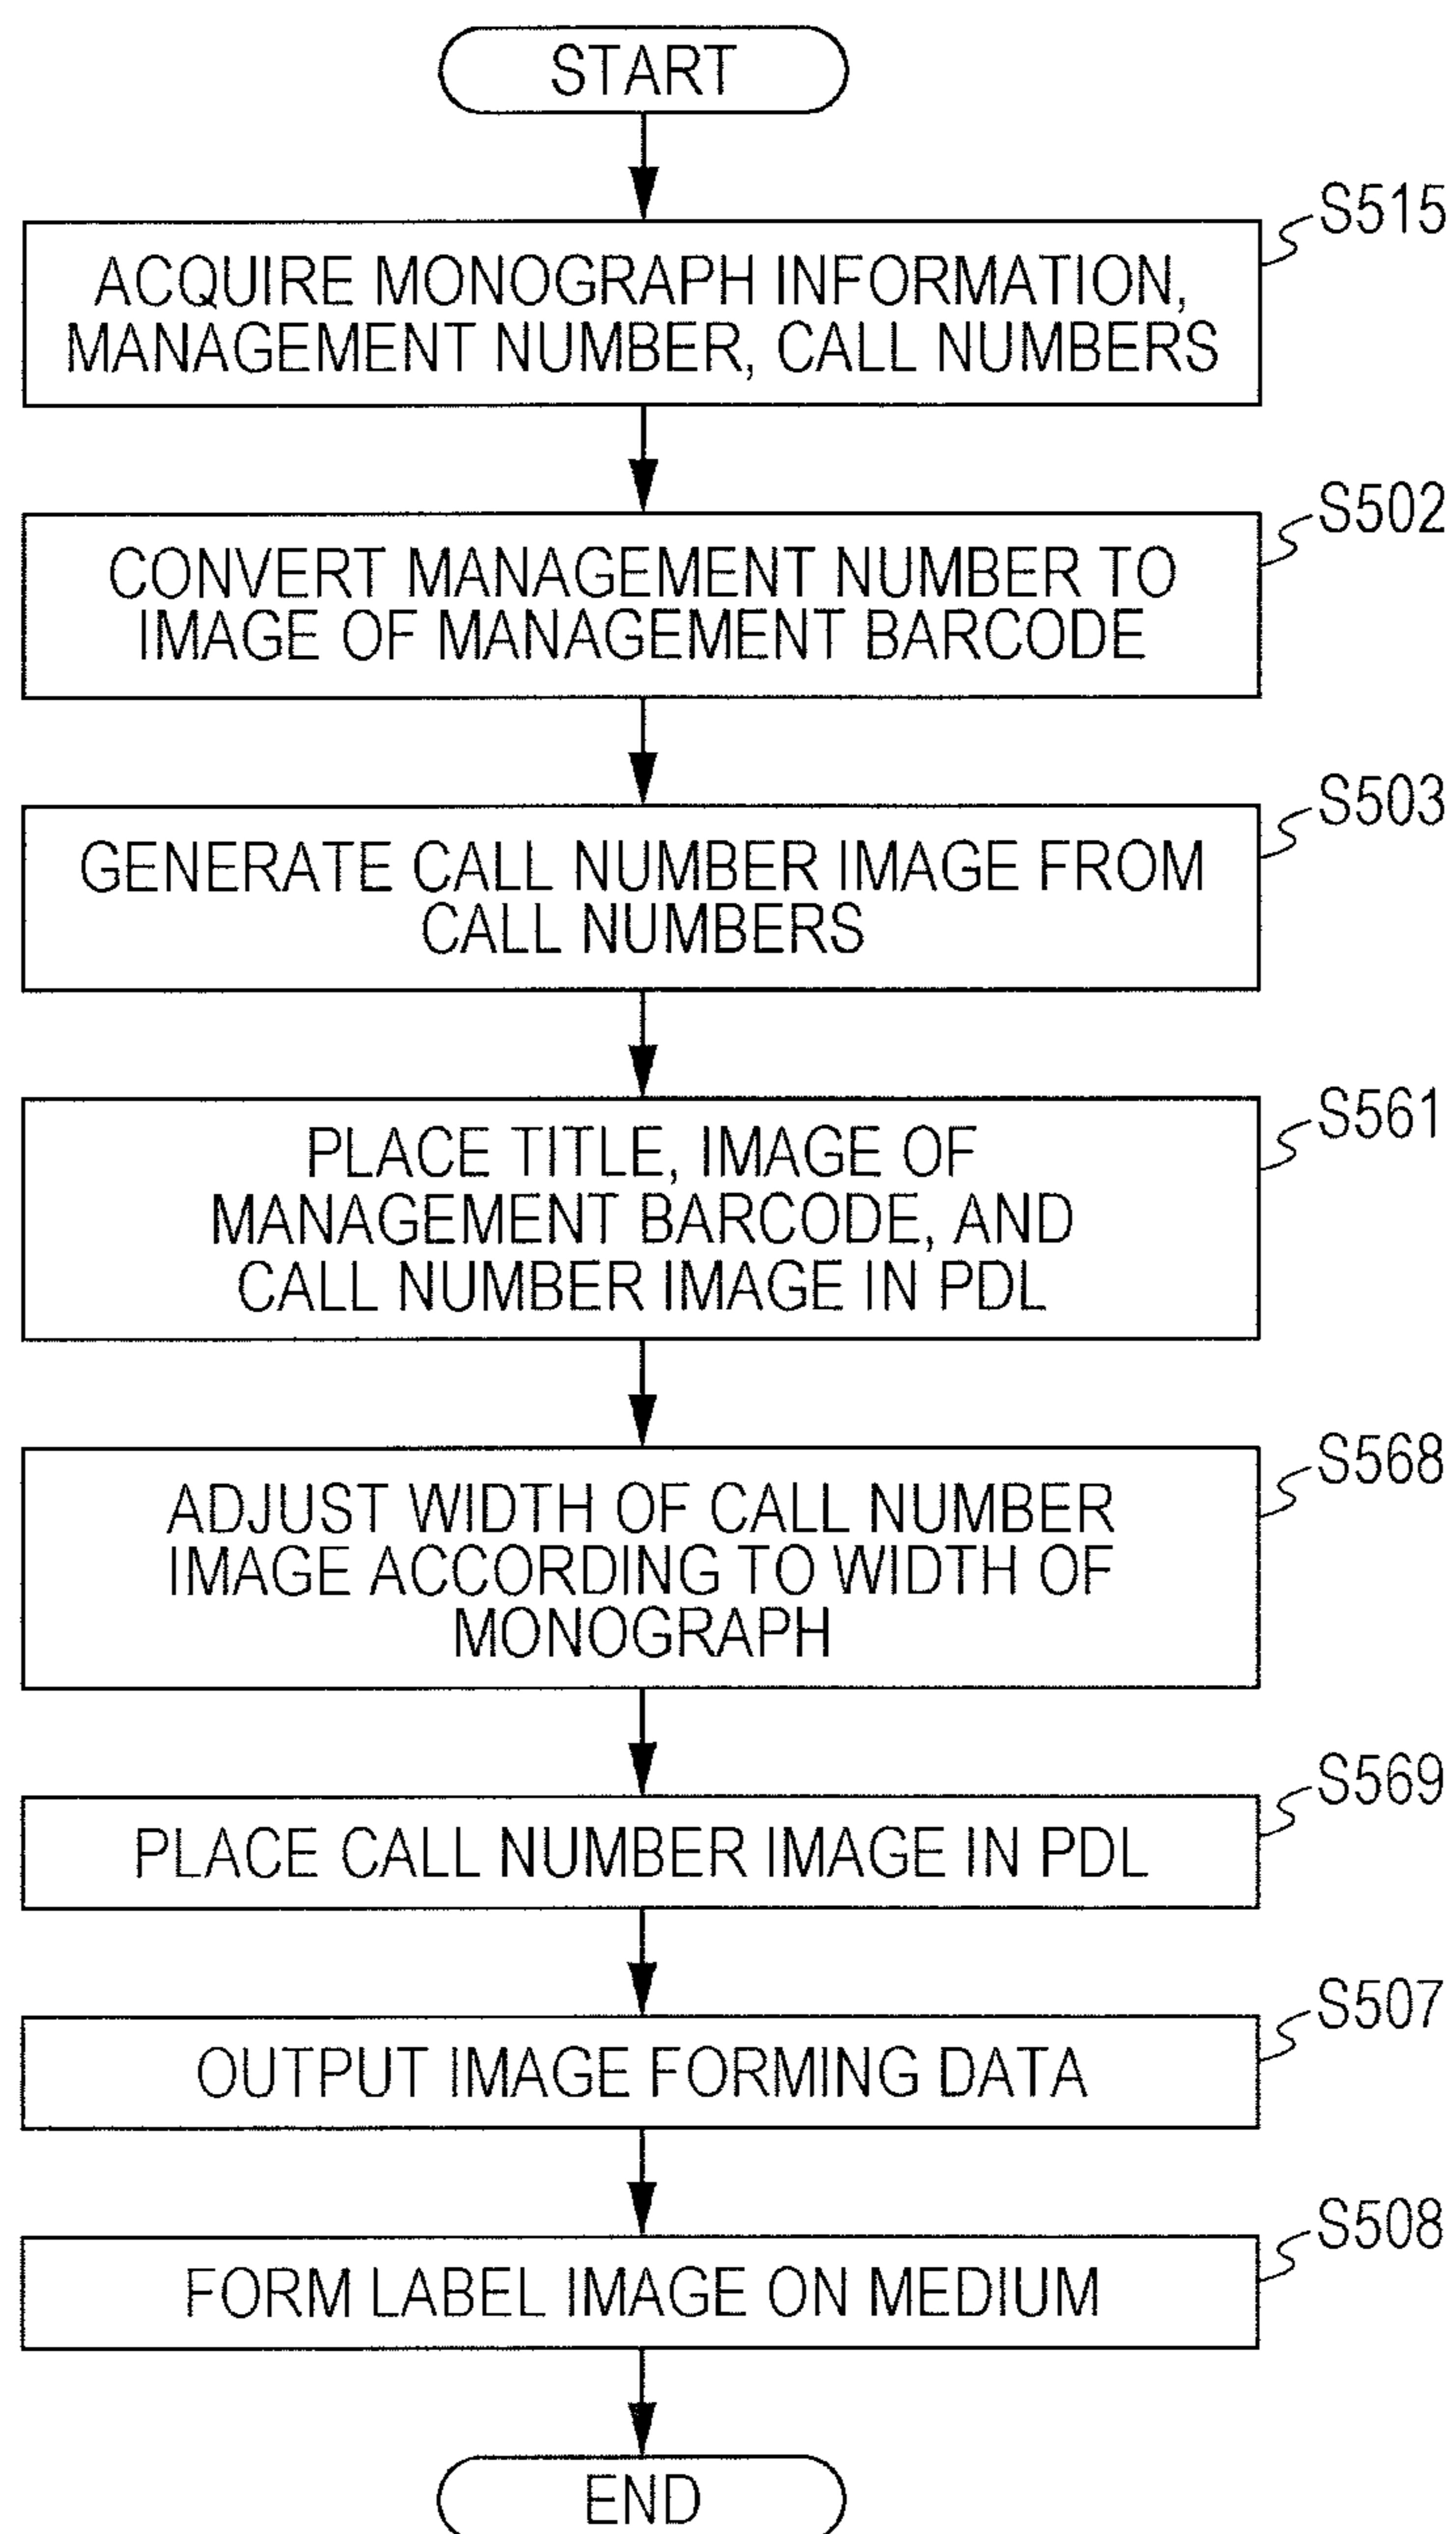 START
S515
ACQUIRE MONOGRAPH INFORMATION,
MANAGEMENT NUMBER, CALL NUMBERS
S502
CONVERT MANAGEMENT NUMBER TO
IMAGE OF MANAGEMENT BARCODE
S503
GENERATE CALL NUMBER IMAGE FROM
CALL NUMBERS
S561
PLACE TITLE, IMAGE OF
MANAGEMENT BARCODE, AND
CALL NUMBER IMAGE IN PDL
S568
ADJUST WIDTH OF CALL NUMBER
IMAGE ACCORDING TO WIDTH OF
MONOGRAPH
S569
PLACE CALL NUMBER IMAGE IN PDL
S507
OUTPUT IMAGE FORMING DATA
S508
FORM LABEL IMAGE ON MEDIUM
END